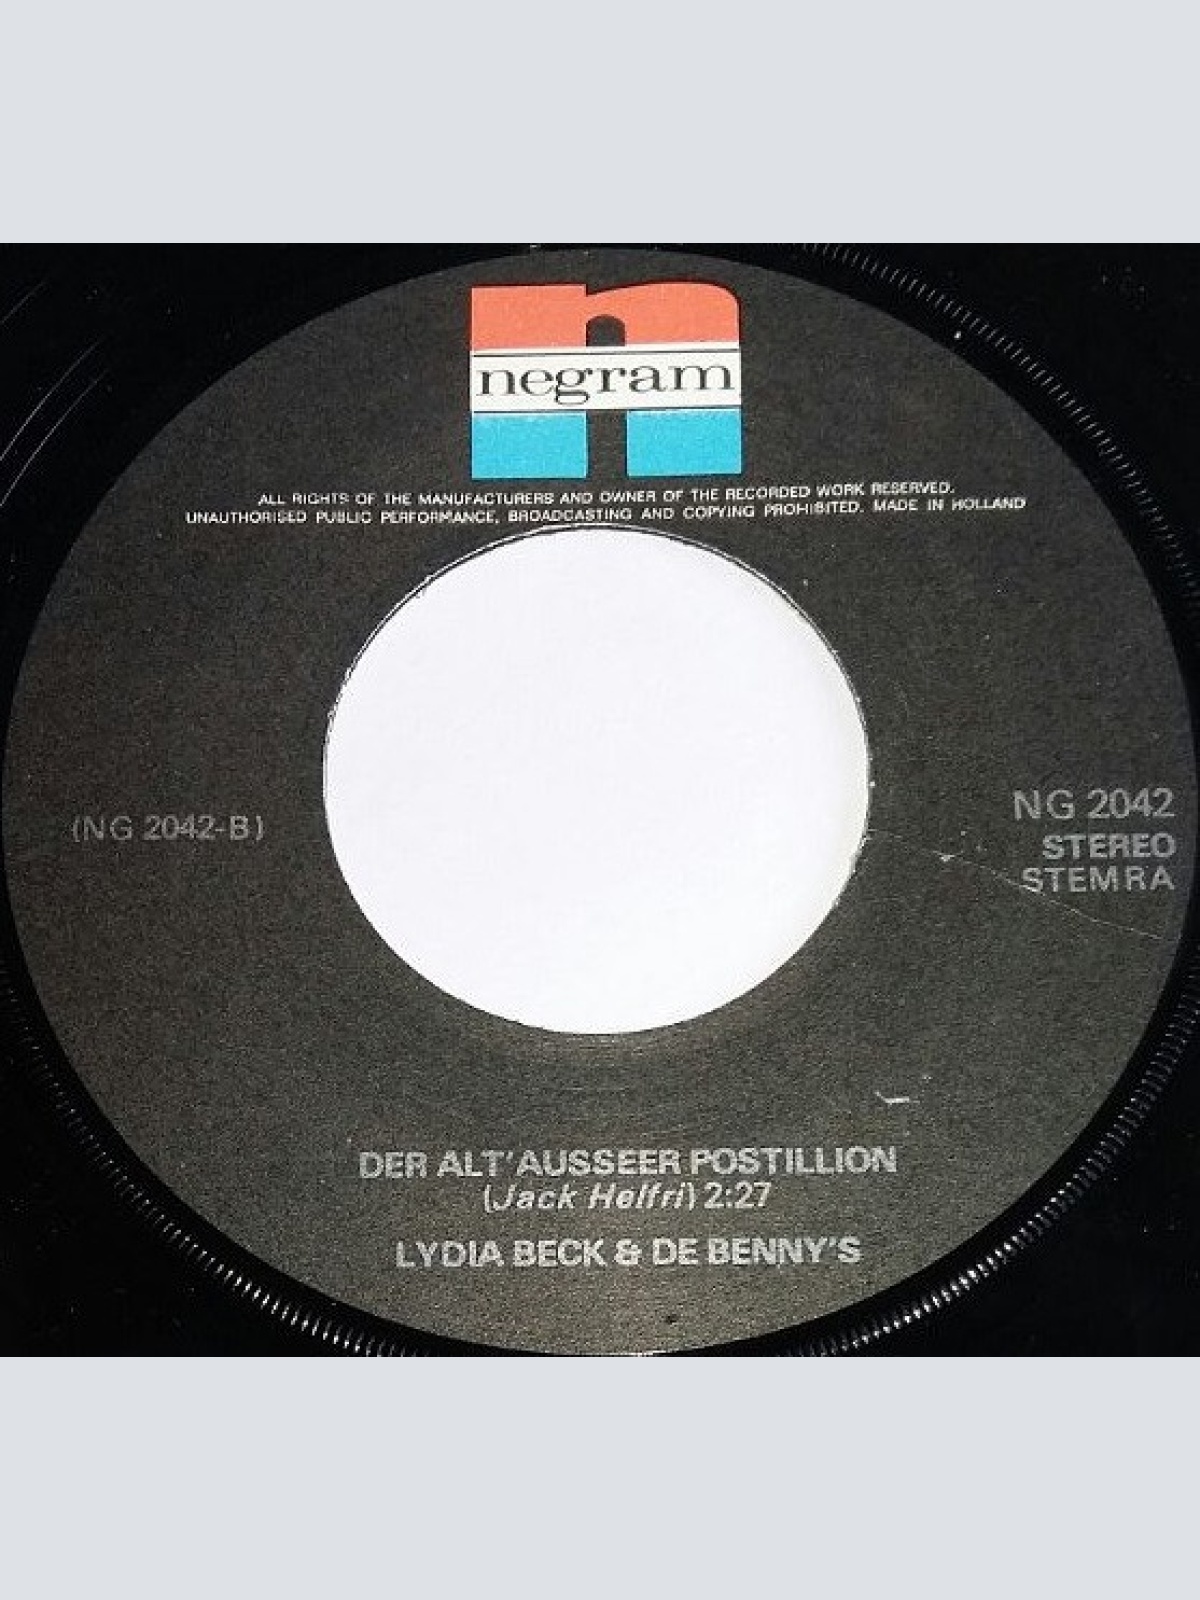 negram
ALL RIGHTS OF THE MANUFACTURERS AND OWNER OF THE RECORDED WORK RESERVED.
UNAUTHORISED PUBLIC PERFORMANCE, BROADCASTING AND COPYING PROHIBITED. MADE IN HOLLAND
(NG 2042-B)
NG 2042
STEREO
STEMRA
DER ALT'AUSSEER POSTILLION
(Jack Helfri) 2:27
LYDIA BECK & DE BENNY'S